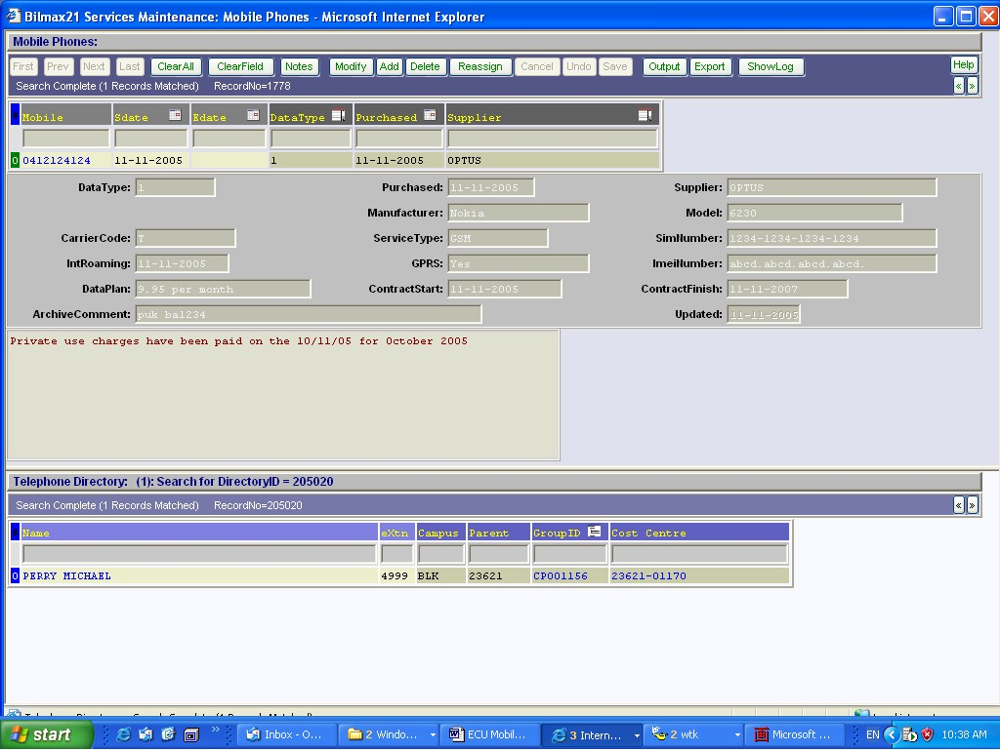 Bilmax21 Services Maintenance: Mobile Phones - Microsoft Internet Explorer
Mobile Phones:
First Prev Next Last ClearAll ClearField Notes Modify Add Delete Reassign Cancel Undo Save Output Export ShowLog Help
Search Complete (1 Records Matched) RecordNo=1778 « »
Mobile Sdate Edate DataType Purchased Supplier
0 0412124124 11-11-2005 1 11-11-2005 OPTUS
DataType: 1 Purchased: 11-11-2005 Supplier: OPTUS
Manufacturer: Nokia Model: 6230
CarrierCode: T ServiceType: GSM SimNumber: 1234-1234-1234-1234
IntRoaming: 11-11-2005 GPRS: Yes ImeiNumber: abcd.abcd.abcd.abcd.
DataPlan: 9.95 per month ContractStart: 11-11-2005 ContractFinish: 11-11-2007
ArchiveComment: puk ba1234 Updated: 11-11-2005
Private use charges have been paid on the 10/11/05 for October 2005
Telephone Directory: (1): Search for DirectoryID = 205020
Search Complete (1 Records Matched) RecordNo=205020 « »
Name eXtn Campus Parent GroupID Cost Centre
0 PERRY MICHAEL 4999 BLK 23621 CP001156 23621-01170
start » Inbox - O... 2 Windo... ECU Mobil... 3 Intern... 2 wtk Microsoft ... EN 10:38 AM